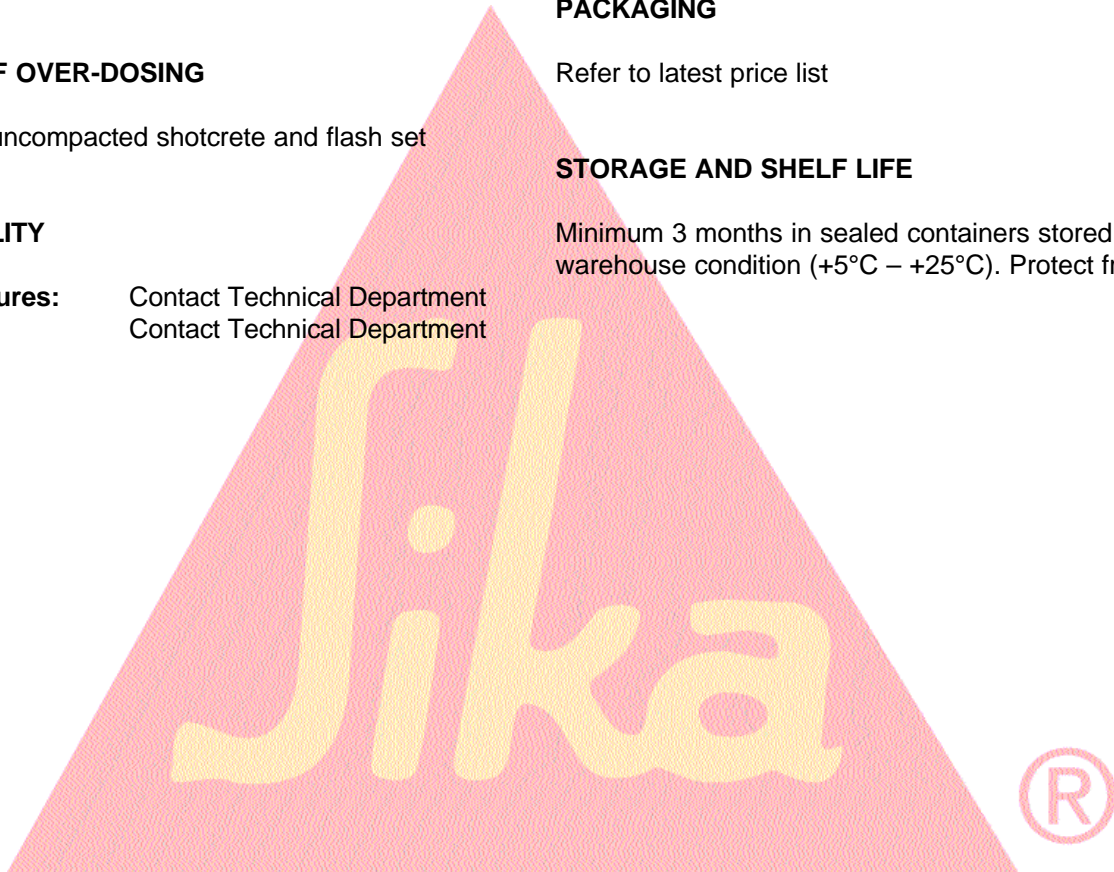 F OVER-DOSING
uncompacted shotcrete and flash set
LITY
ures: Contact Technical Department
Contact Technical Department
PACKAGING
Refer to latest price list
STORAGE AND SHELF LIFE
Minimum 3 months in sealed containers stored
warehouse condition (+5°C – +25°C). Protect fr
Sika
®